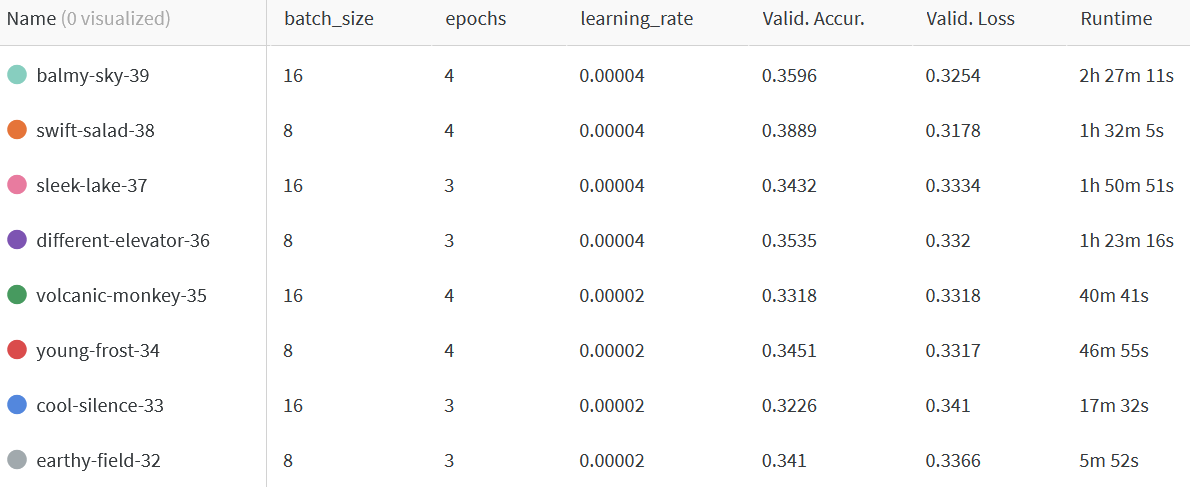 Name (0 visualized) batch_size epochs learning_rate Valid. Accur. Valid. Loss Runtime
balmy-sky-39 16 4 0.00004 0.3596 0.3254 2h 27m 11s
swift-salad-38 8 4 0.00004 0.3889 0.3178 1h 32m 5s
sleek-lake-37 16 3 0.00004 0.3432 0.3334 1h 50m 51s
different-elevator-36 8 3 0.00004 0.3535 0.332 1h 23m 16s
volcanic-monkey-35 16 4 0.00002 0.3318 0.3318 40m 41s
young-frost-34 8 4 0.00002 0.3451 0.3317 46m 55s
cool-silence-33 16 3 0.00002 0.3226 0.341 17m 32s
earthy-field-32 8 3 0.00002 0.341 0.3366 5m 52s